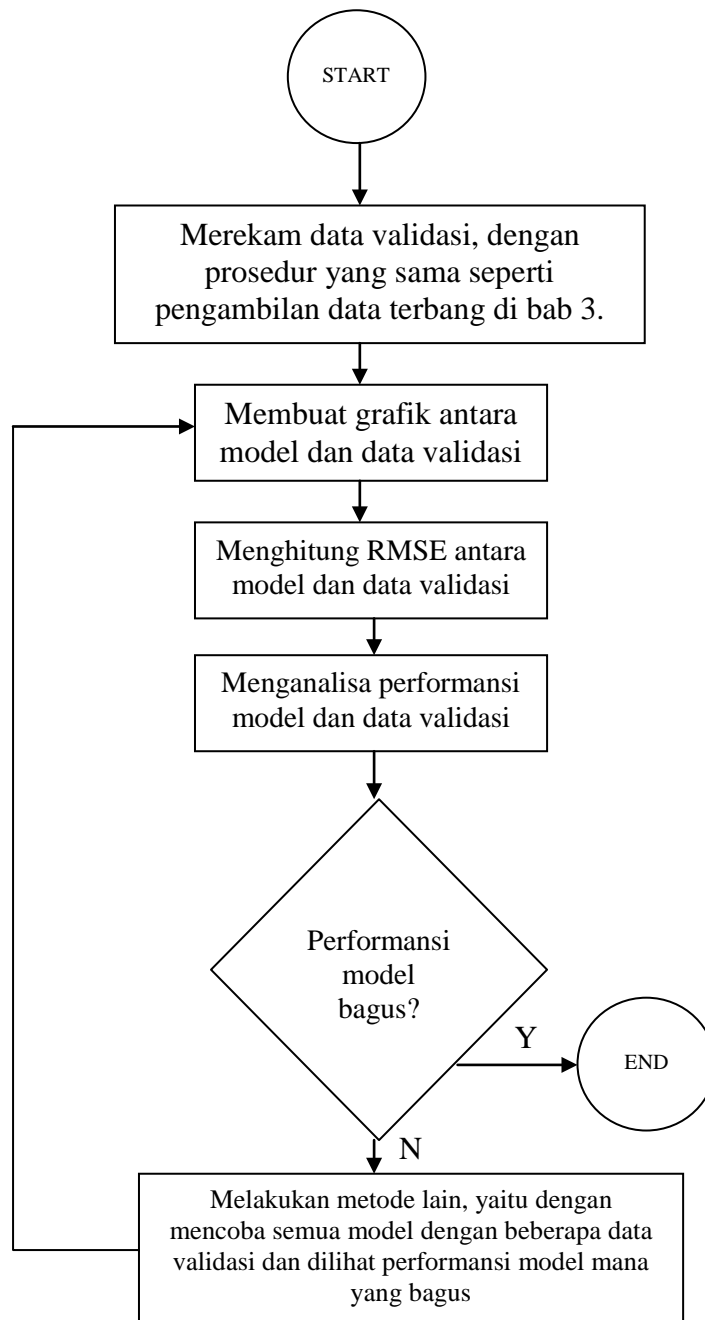 START
Merekam data validasi, dengan
prosedur yang sama seperti
pengambilan data terbang di bab 3.
Membuat grafik antara
model dan data validasi
Menghitung RMSE antara
model dan data validasi
Menganalisa performansi
model dan data validasi
Performansi
model
bagus?
Y
END
N
Melakukan metode lain, yaitu dengan
mencoba semua model dengan beberapa data
validasi dan dilihat performansi model mana
yang bagus